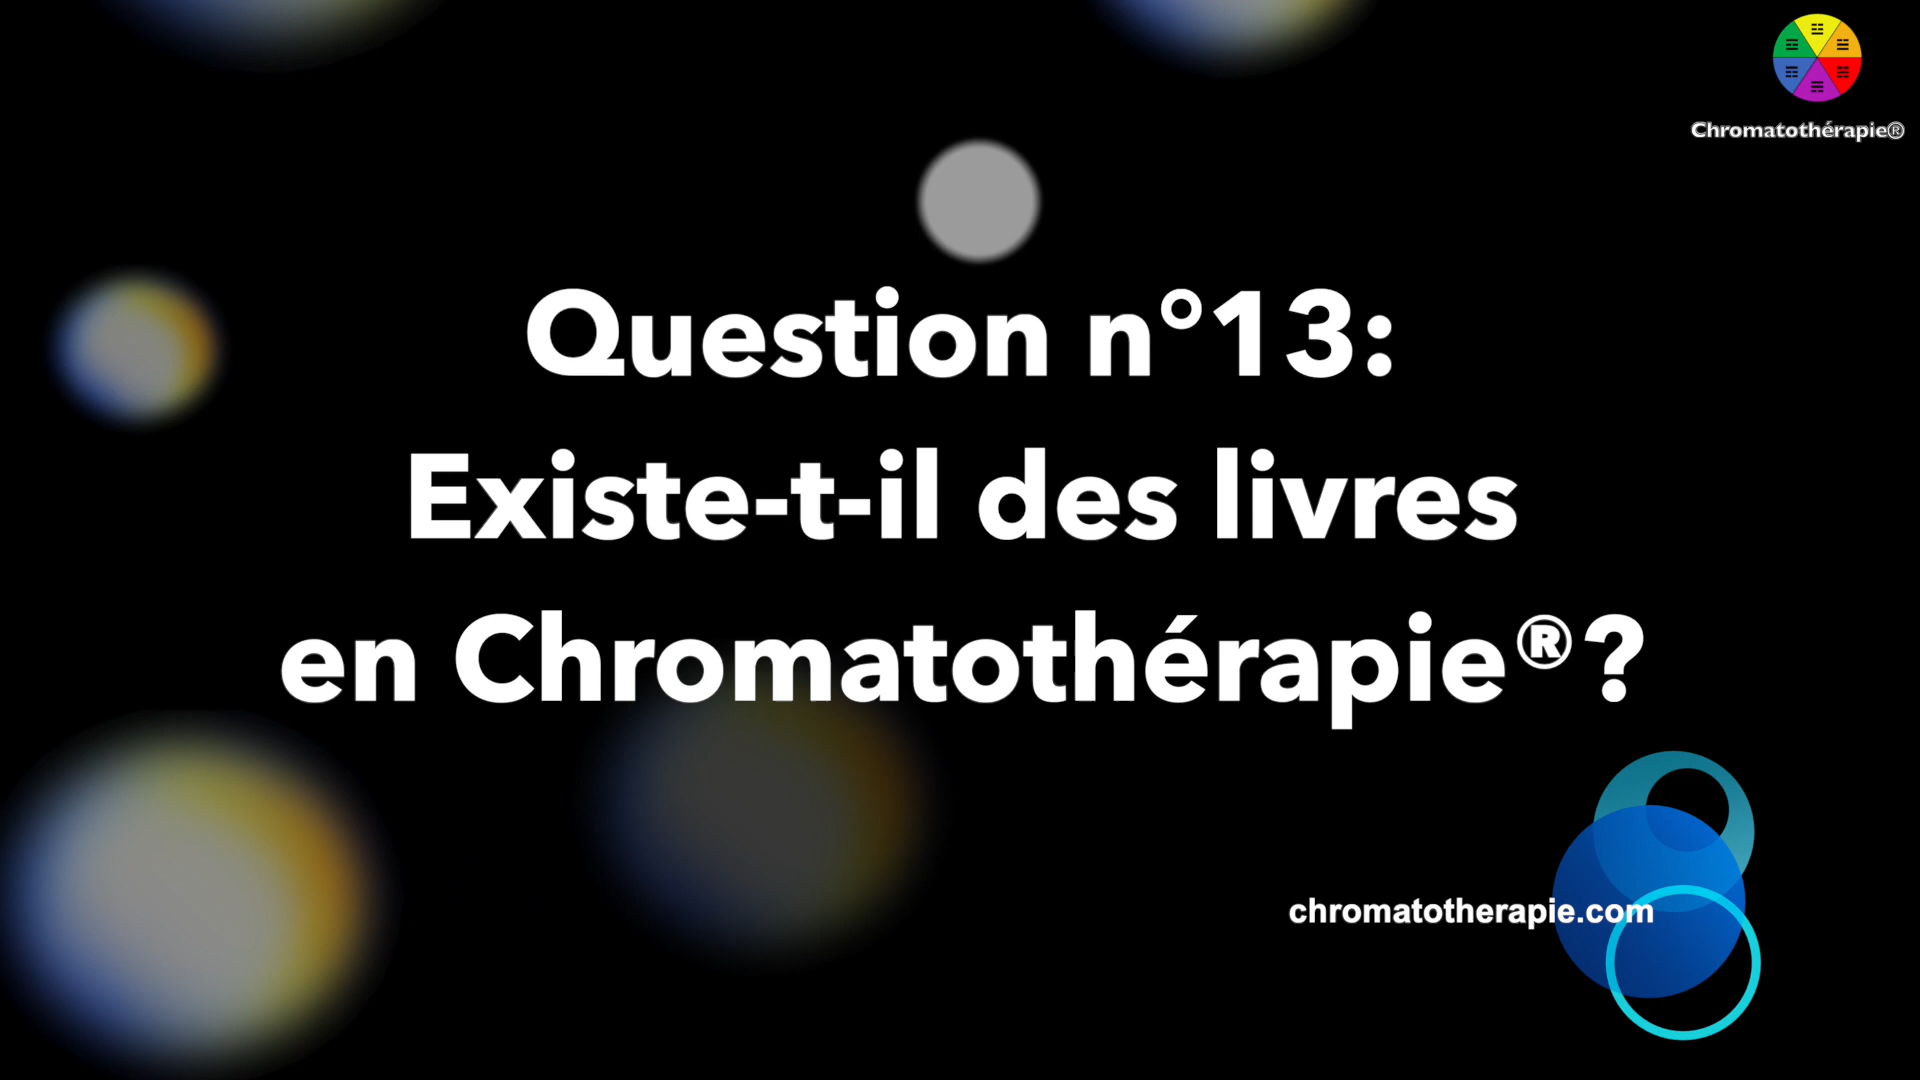 Chromatothérapie®
Question n°13:
Existe-t-il des livres
en Chromatothérapie®?
chromatotherapie.com